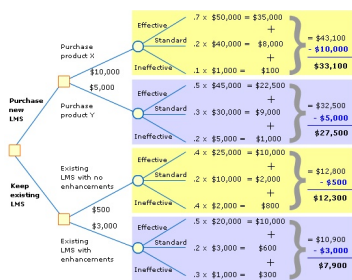 Effective
.7 x $50,000 = $35,000
+
Standard
.2 x $40,000 = $8,000
+
Ineffective
.1 x $1,000 = $100
= $43,100
- $10,000
$33,100
Purchase
product X
$10,000
$5,000
Purchase
product Y
Effective
.5 x $45,000 = $22,500
+
Standard
.3 x $30,000 = $9,000
+
Ineffective
.2 x $5,000 = $1,000
= $32,500
- $5,000
$27,500
Purchase
new
LMS
Keep
existing
LMS
Existing
LMS with no
enhancements
$500
$3,000
Existing
LMS with
enhancements
Effective
.4 x $25,000 = $10,000
+
Standard
.2 x $10,000 = $2,000
+
Ineffective
.4 x $2,000 = $800
= $12,800
- $500
$12,300
Effective
.5 x $20,000 = $10,000
+
Standard
.2 x $3,000 = $600
+
Ineffective
.3 x $1,000 = $300
= $10,900
- $3,000
$7,900